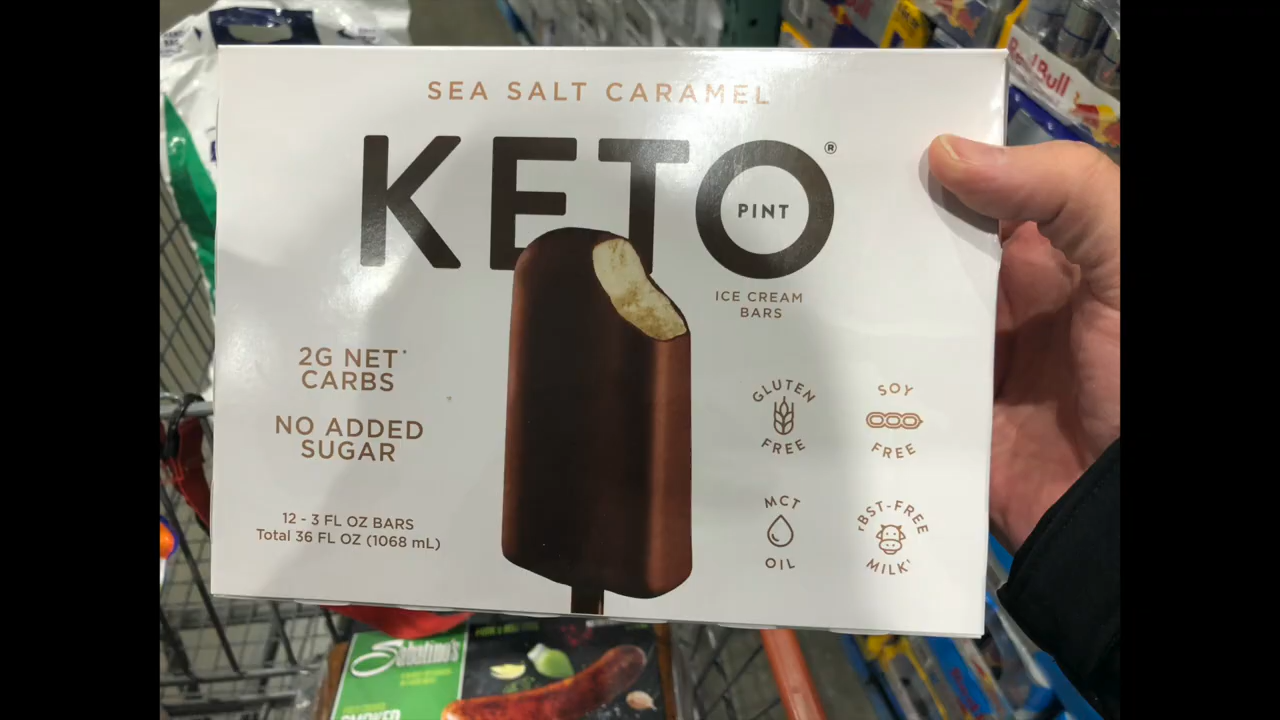 SEA SALT CARAMEL
KETO®
PINT
ICE CREAM
BARS
2G NET*
CARBS
NO ADDED
SUGAR
12 - 3 FL OZ BARS
Total 36 FL OZ (1068 mL)
GLUTEN
FREE
SOY
FREE
MCT
OIL
rBST-FREE
MILK†
Red Bull
Sabatino's
SMOKED